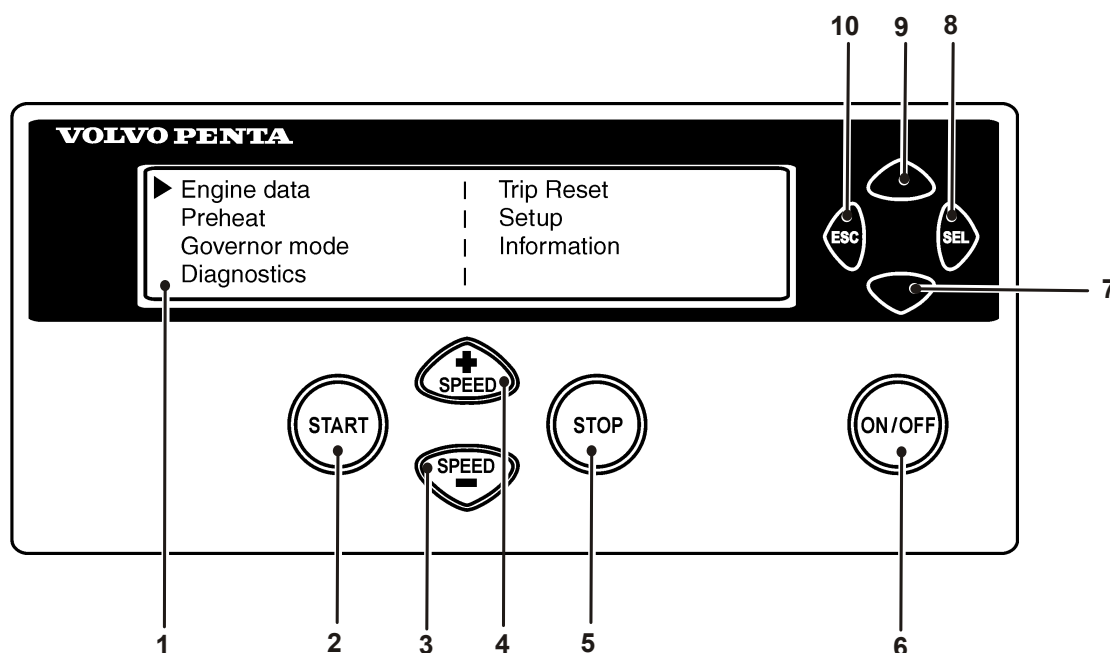 10 9 8
VOLVO PENTA
Engine data | Trip Reset
Preheat | Setup
Governor mode | Information
Diagnostics |
ESC
SEL
7
+
SPEED
START
STOP
ON/OFF
SPEED
-
1 2 3 4 5 6